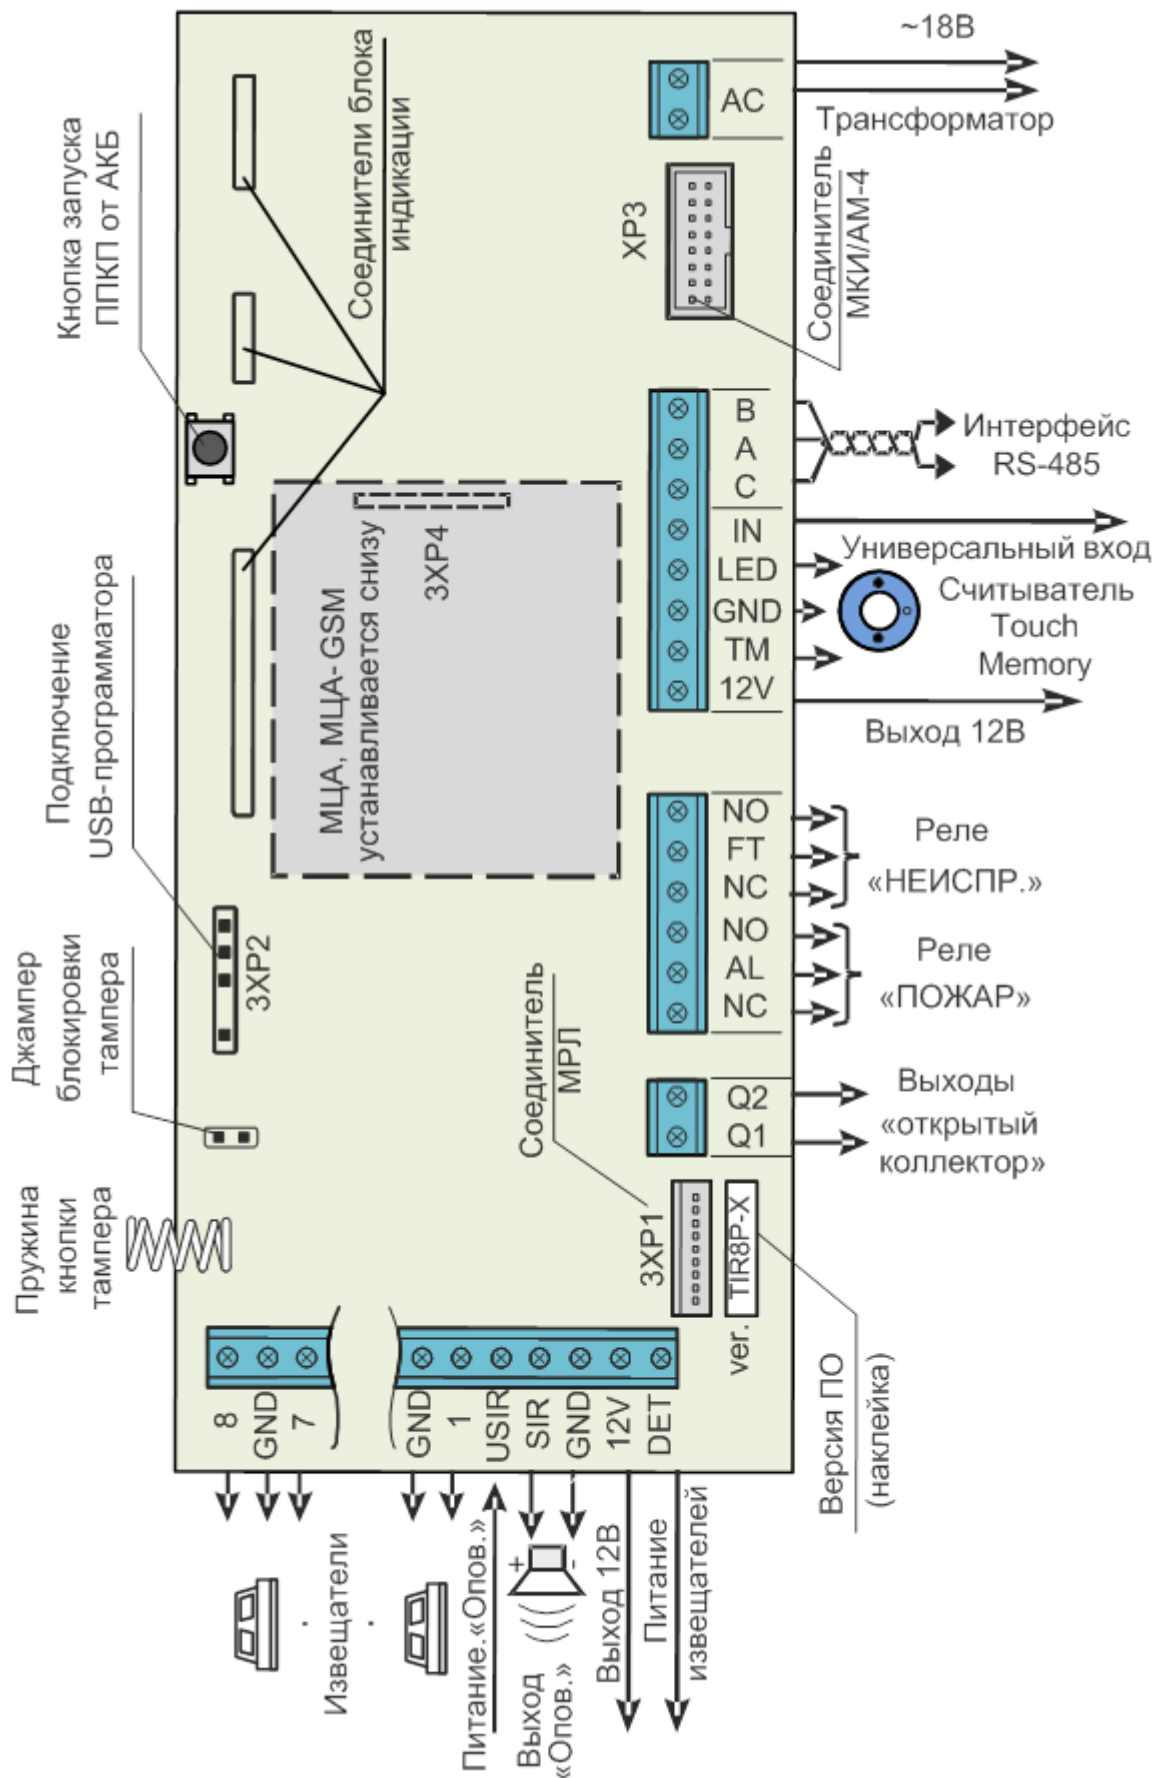 ~18В
AC
Трансформатор
Кнопка запуска
ППКП от АКБ
Соединители блока
индикации
XP3
Соединитель
МКИ/АМ-4
B
A
C
IN
LED
GND
TM
12V
Интерфейс
RS-485
Универсальный вход
Считыватель
Touch
Memory
Выход 12В
Подключение
USB-программатора
МЦА, МЦА-GSM
устанавливается снизу
3XP4
NO
FT
NC
NO
AL
NC
Реле
«НЕИСПР.»
Реле
«ПОЖАР»
Джампер
блокировки
тампера
3XP2
Соединитель
МРЛ
Q2
Q1
Выходы
«открытый
коллектор»
Пружина
кнопки
тампера
3XP1
TIR8P-X
ver.
Версия ПО
(наклейка)
8
GND
7
GND
1
USIR
SIR
GND
12V
DET
Извещатели
Питание.«Опов.»
+
-
Выход
«Опов.»
Выход 12В
Питание
извещателей